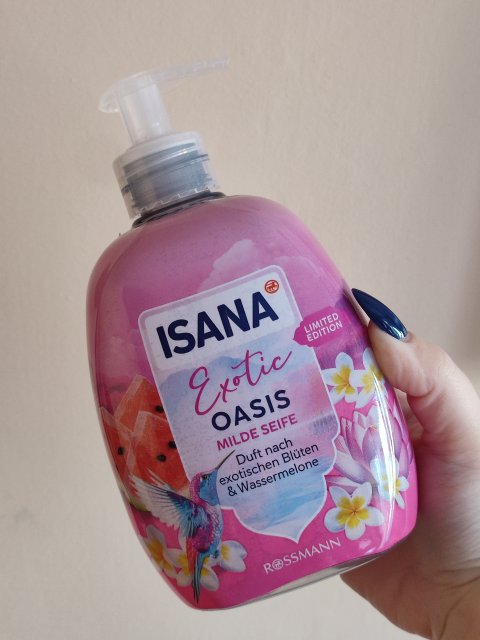 ISANA
LIMITED
EDITION
Exotic
OASIS
MILDE SEIFE
Duft nach
exotischen Blüten
& Wassermelone
ROSSMANN